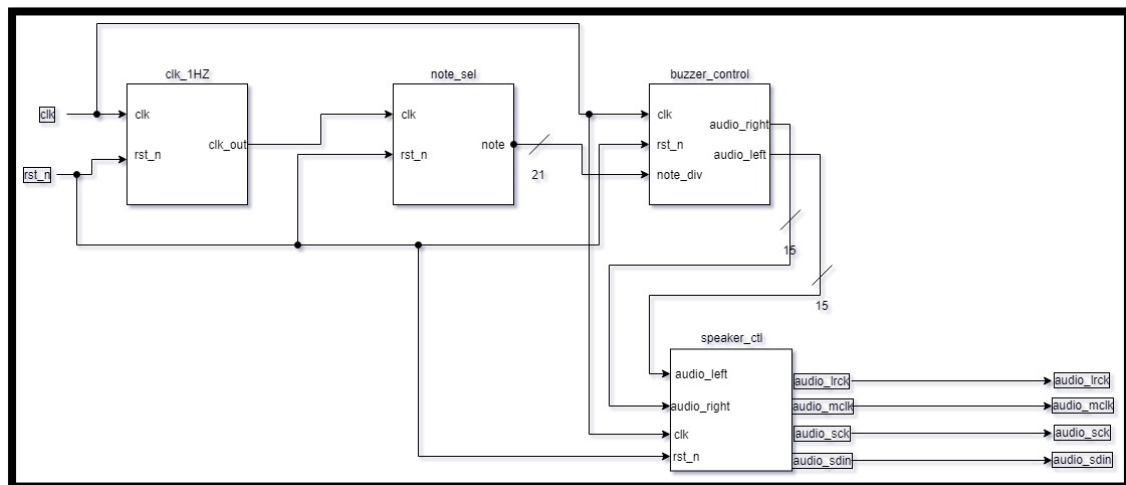 clk_1HZ
note_sel
buzzer_control
clk
clk
clk
clk
audio_right
clk_out
note
rst_n
audio_left
rst_n
rst_n
rst_n
note_div
21
15
15
speaker_ctl
audio_left
audio_lrck
audio_lrck
audio_right
audio_mclk
audio_mclk
clk
audio_sck
audio_sck
rst_n
audio_sdin
audio_sdin